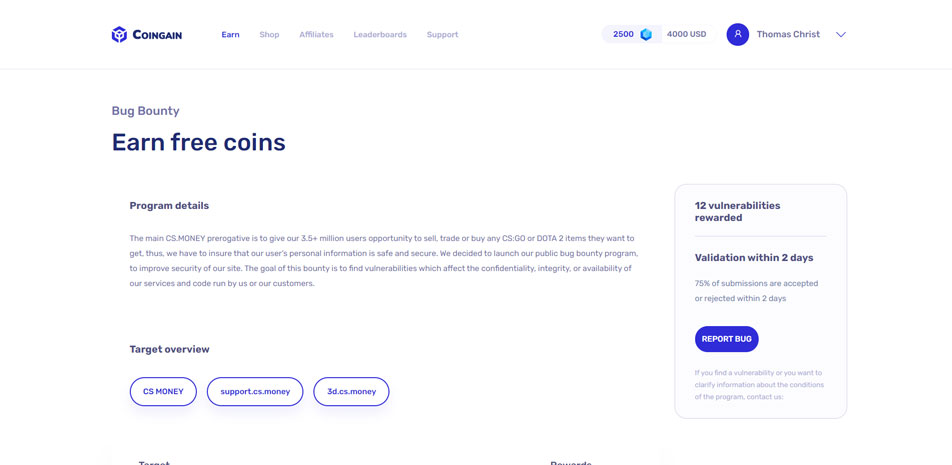 COINGAIN
Earn
Shop
Affiliates
Leaderboards
Support
2500
4000 USD
Thomas Christ
Bug Bounty
Earn free coins
Program details
The main CS.MONEY prerogative is to give our 3.5+ million users opportunity to sell, trade or buy any CS:GO or DOTA 2 items they want to
get, thus, we have to insure that our user's personal information is safe and secure. We decided to launch our public bug bounty program,
to improve security of our site. The goal of this bounty is to find vulnerabilities which affect the confidentiality, integrity, or availability of
our services and code run by us or our customers.
Target overview
CS MONEY
support.cs.money
3d.cs.money
12 vulnerabilities
rewarded
Validation within 2 days
75% of submissions are accepted
or rejected within 2 days
REPORT BUG
If you find a vulnerability or you want to
clarify information about the conditions
of the program, contact us:
Target
Rewards